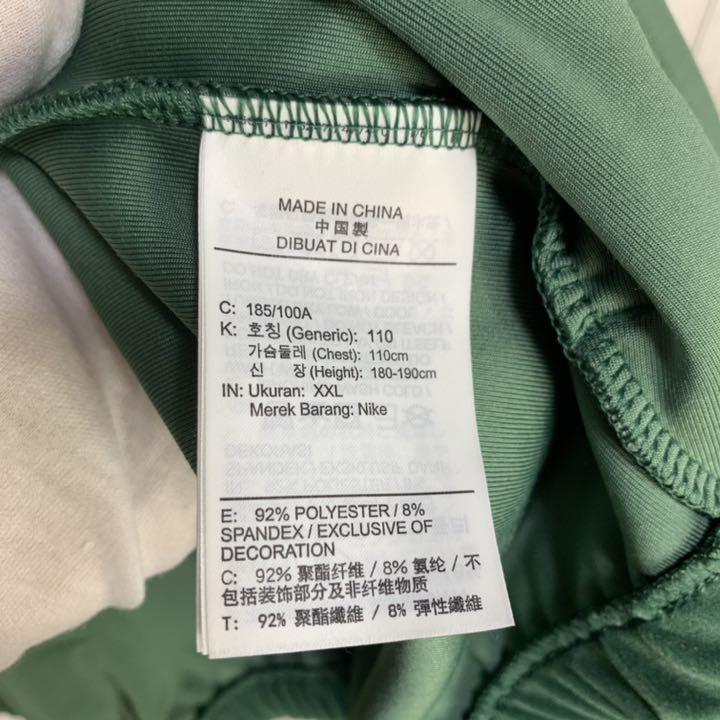 MADE IN CHINA
中国製
DIBUAT DI CINA
C: 185/100A
K: 호칭 (Generic): 110
가슴둘레 (Chest): 110cm
신 장 (Height): 180-190cm
IN: Ukuran: XXL
Merek Barang: Nike
E: 92% POLYESTER / 8%
SPANDEX / EXCLUSIVE OF
DECORATION
C: 92% 聚酯纤维 / 8% 氨纶 / 不
包括装饰部分及非纤维物质
T: 92% 聚酯纖維 / 8% 彈性纖維